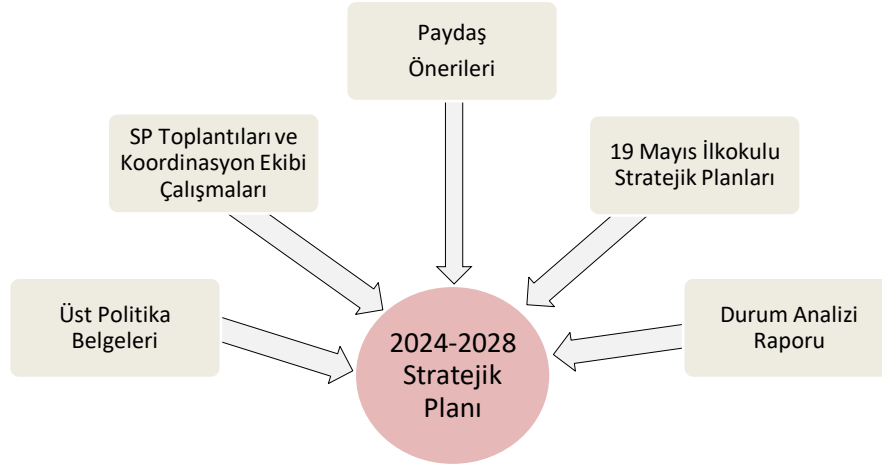 Paydaş
Önerileri
SP Toplantıları ve
Koordinasyon Ekibi
Çalışmaları
19 Mayıs İlkokulu
Stratejik Planları
Üst Politika
Belgeleri
Durum Analizi
Raporu
2024-2028
Stratejik
Planı